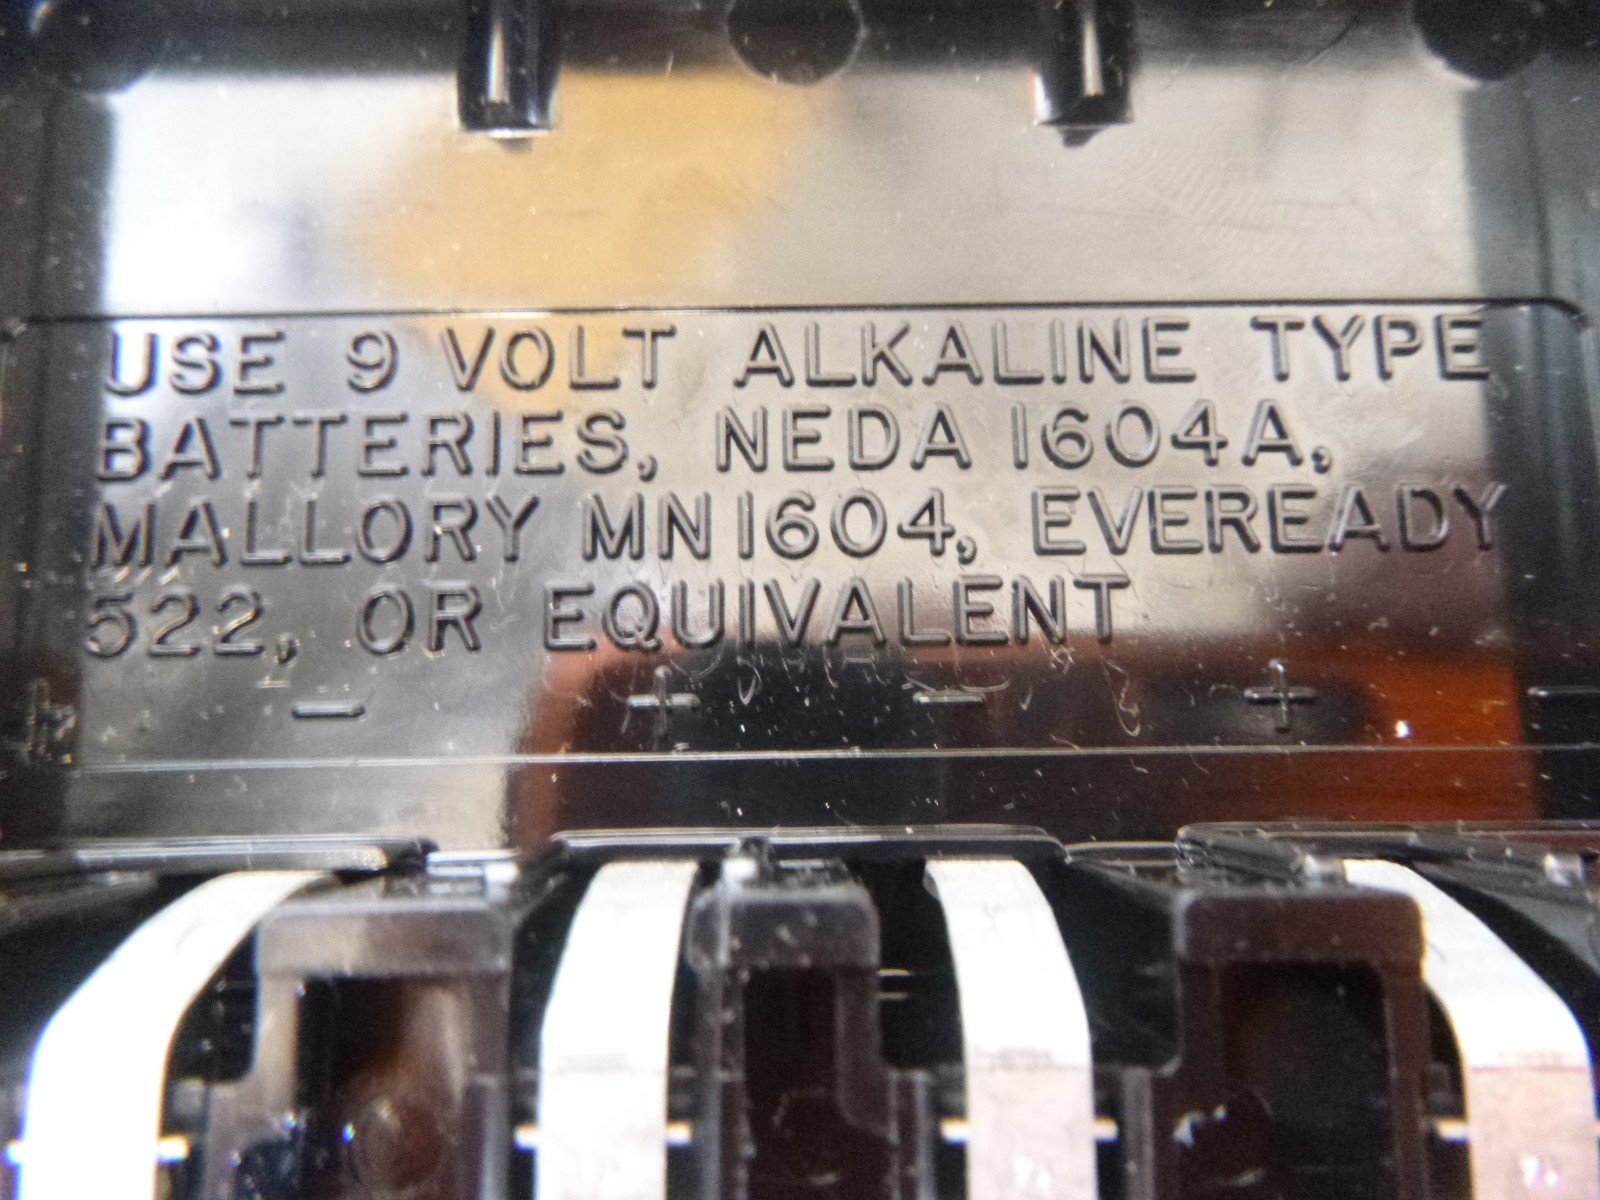 USE 9 VOLT ALKALINE TYPE
BATTERIES, NEDA 1604A,
MALLORY MN1604, EVEREADY
522, OR EQUIVALENT
+ − + − + −